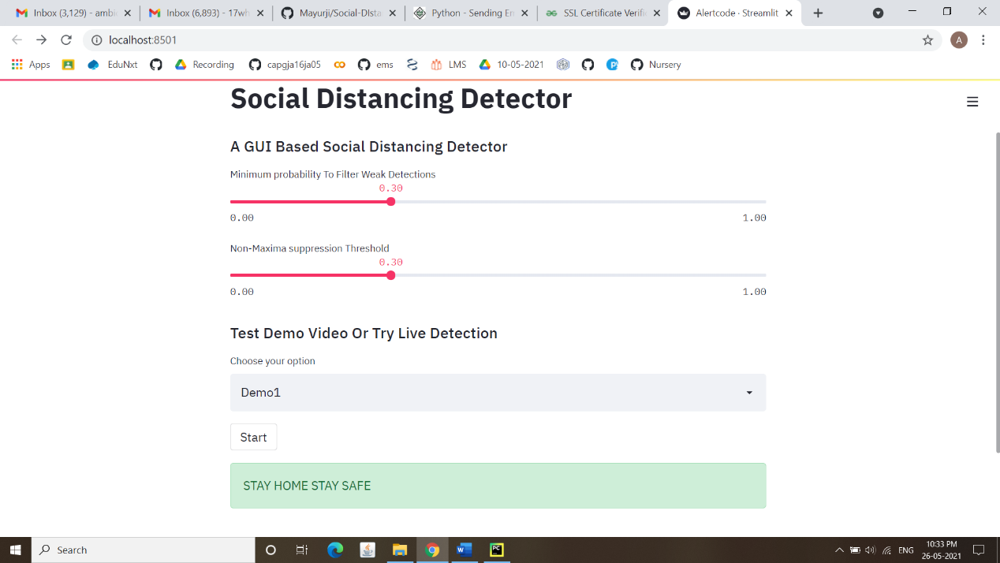 Inbox (3,129) - ambi
Inbox (6,893) - 17wh
Mayurji/Social-DIsta
Python - Sending Em
SSL Certificate Verifi
Alertcode · Streamlit
localhost:8501
A
Apps
EduNxt
Recording
capgja16ja05
ems
LMS
10-05-2021
Nursery
Social Distancing Detector
A GUI Based Social Distancing Detector
Minimum probability To Filter Weak Detections
0.30
0.00 1.00
Non-Maxima suppression Threshold
0.30
0.00 1.00
Test Demo Video Or Try Live Detection
Choose your option
Demo1
Start
STAY HOME STAY SAFE
Search
ENG
10:33 PM
26-05-2021